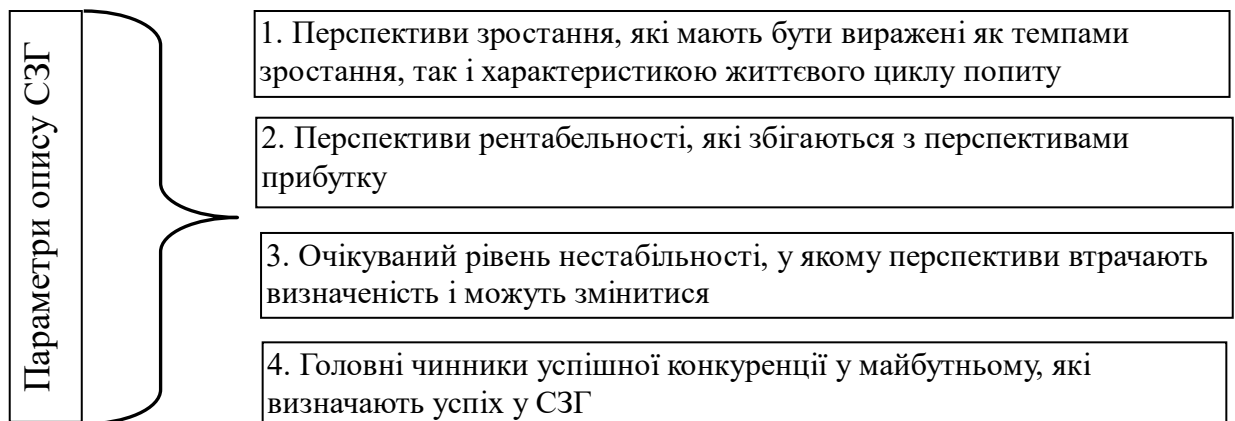 Параметри опису СЗГ
1. Перспективи зростання, які мають бути виражені як темпами
зростання, так і характеристикою життєвого циклу попиту
2. Перспективи рентабельності, які збігаються з перспективами
прибутку
3. Очікуваний рівень нестабільності, у якому перспективи втрачають
визначеність і можуть змінитися
4. Головні чинники успішної конкуренції у майбутньому, які
визначають успіх у СЗГ